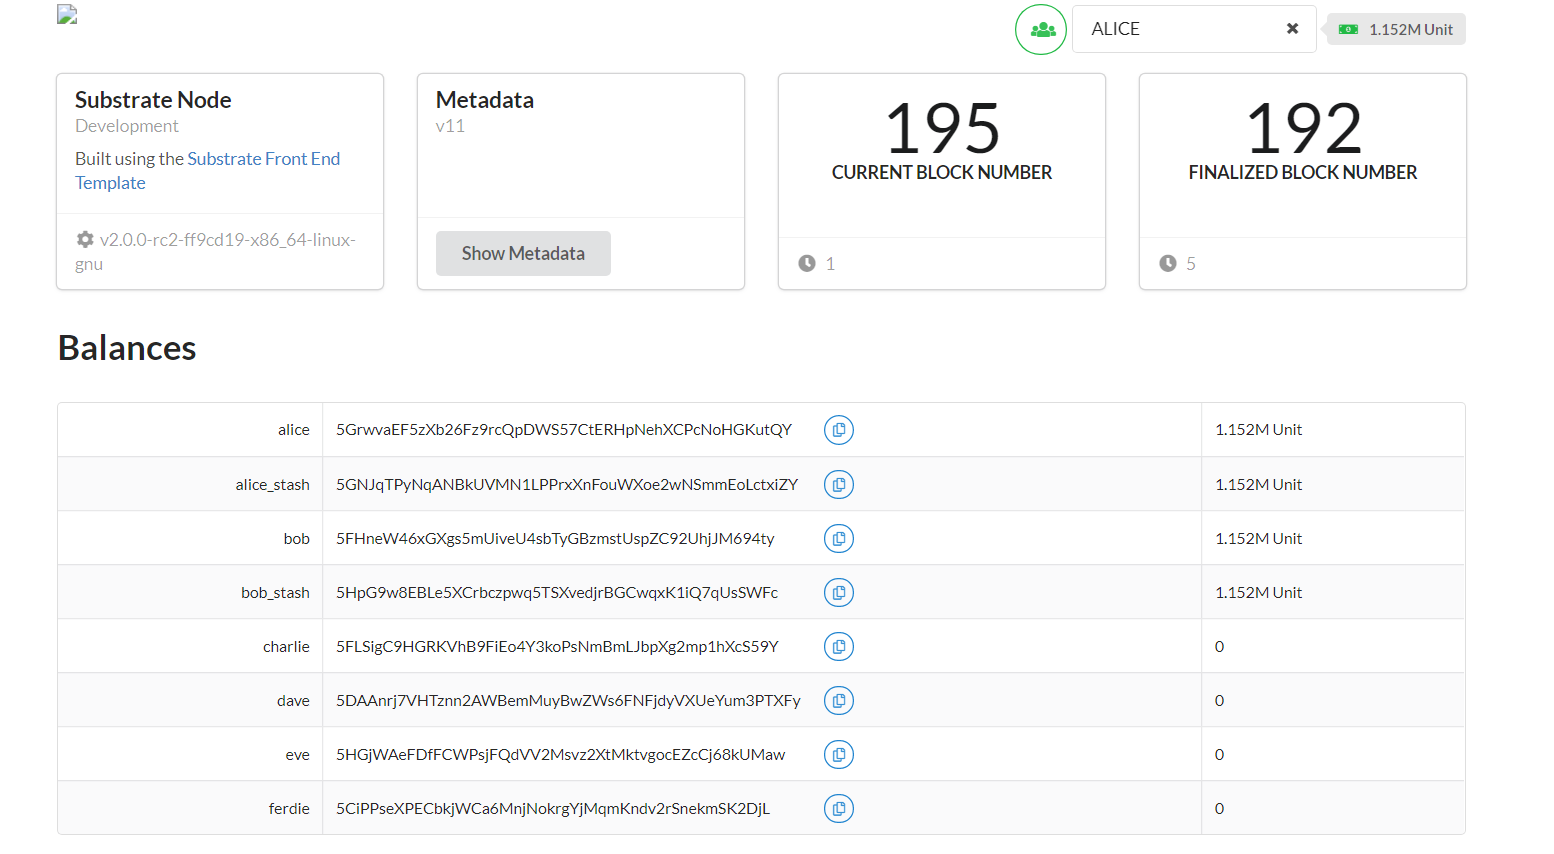 ALICE
1.152M Unit
Substrate Node
Development
Built using the Substrate Front End
Template
v2.0.0-rc2-ff9cd19-x86_64-linux-
gnu
Metadata
v11
Show Metadata
195
CURRENT BLOCK NUMBER
1
192
FINALIZED BLOCK NUMBER
5
Balances
alice 5GrwvaEF5zXb26Fz9rcQpDWS57CtERHpNehXCPcNoHGKutQY 1.152M Unit
alice_stash 5GNJqTPyNqANBkUVMN1LPPrxXnFouWXoe2wNSmmEoLctxiZY 1.152M Unit
bob 5FHneW46xGXgs5mUiveU4sbTyGBzmstUspZC92UhjJM694ty 1.152M Unit
bob_stash 5HpG9w8EBLe5XCrbczpwq5TSXvedjrBGCwqxK1iQ7qUsSWFc 1.152M Unit
charlie 5FLSigC9HGRKVhB9FiEo4Y3koPsNmBmLJbpXg2mp1hXcS59Y 0
dave 5DAAnrj7VHTznn2AWBemMuyBwZWs6FNFjdyVXUeYum3PTXFy 0
eve 5HGjWAeFDfFCWPsjFQdVV2Msvz2XtMktvgocEZcCj68kUMaw 0
ferdie 5CiPPseXPECbkjWCa6MnjNokrgYjMqmKndv2rSnekmSK2DjL 0